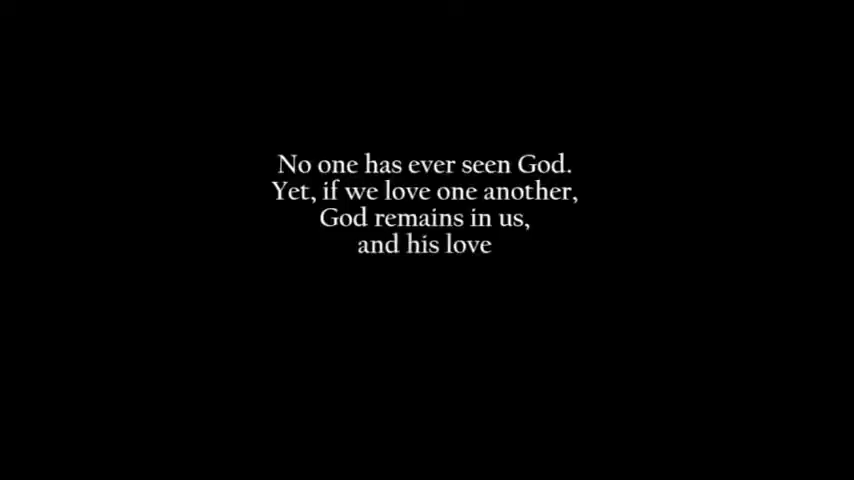 No one has ever seen God.
Yet, if we love one another,
God remains in us,
and his love